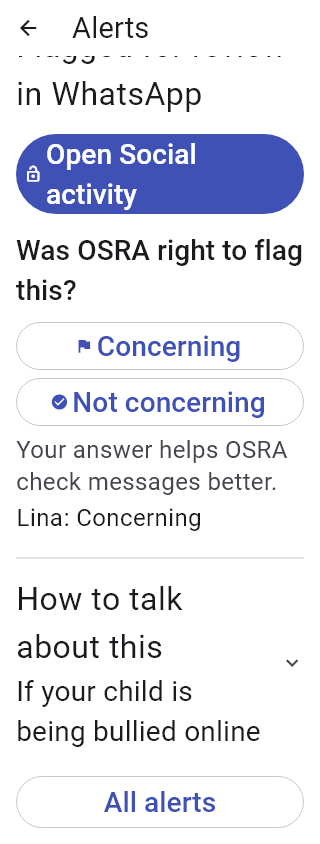 Alerts
in WhatsApp
Open Social
activity
Was OSRA right to flag
this?
Concerning
Not concerning
Your answer helps OSRA
check messages better.
Lina: Concerning
How to talk
about this
If your child is
being bullied online
All alerts